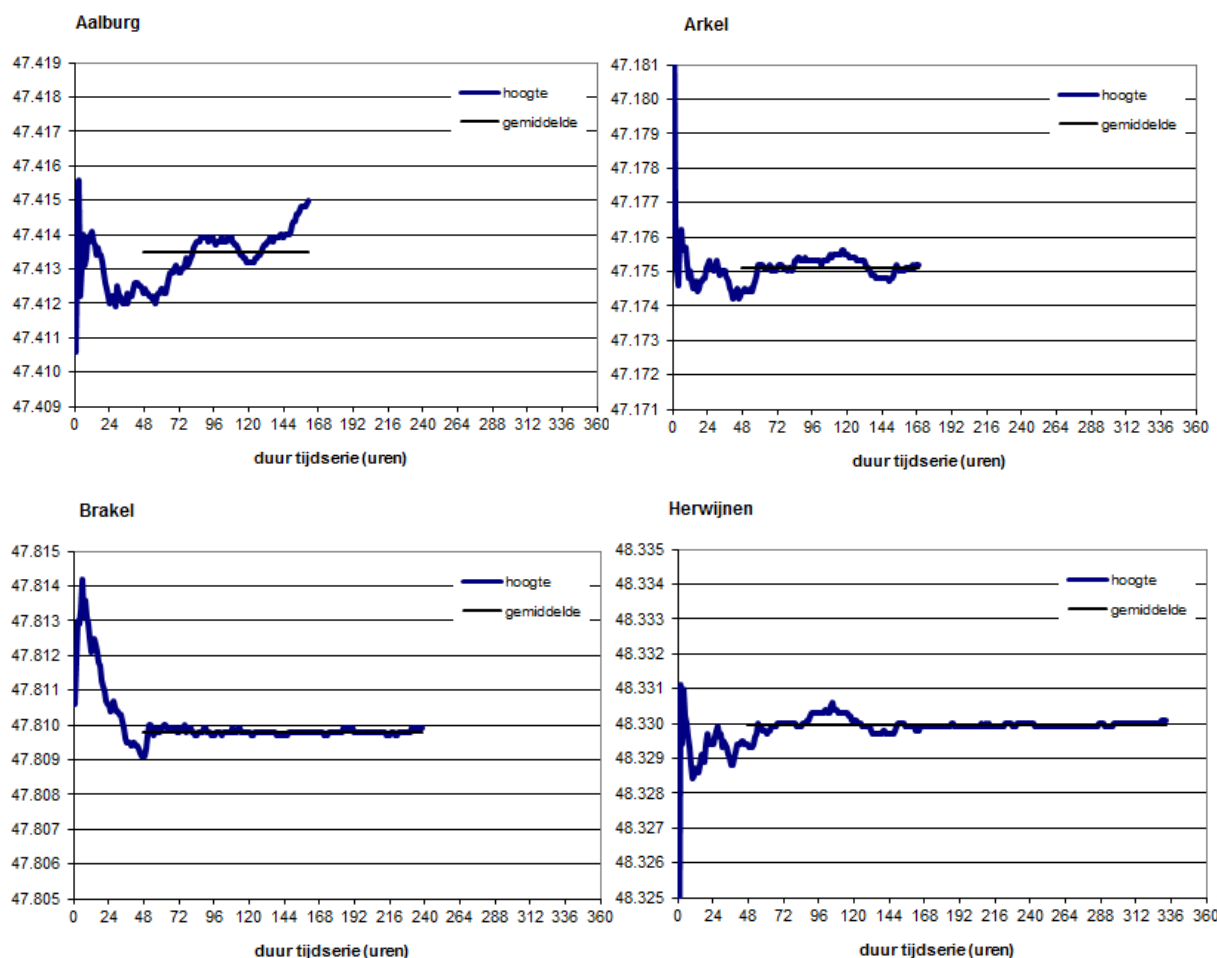 Aalburg
47.419
47.418
47.417
47.416
47.415
47.414
47.413
47.412
47.411
47.410
47.409
hoogte
gemiddelde
0 24 48 72 96 120 144 168 192 216 240 264 288 312 336 360
duur tijdserie (uren)
Arkel
47.181
47.180
47.179
47.178
47.177
47.176
47.175
47.174
47.173
47.172
47.171
hoogte
gemiddelde
0 24 48 72 96 120 144 168 192 216 240 264 288 312 336 360
duur tijdserie (uren)
Brakel
47.815
47.814
47.813
47.812
47.811
47.810
47.809
47.808
47.807
47.806
47.805
hoogte
gemiddelde
0 24 48 72 96 120 144 168 192 216 240 264 288 312 336 360
duur tijdserie (uren)
Herwijnen
48.335
48.334
48.333
48.332
48.331
48.330
48.329
48.328
48.327
48.326
48.325
hoogte
gemiddelde
0 24 48 72 96 120 144 168 192 216 240 264 288 312 336 360
duur tijdserie (uren)